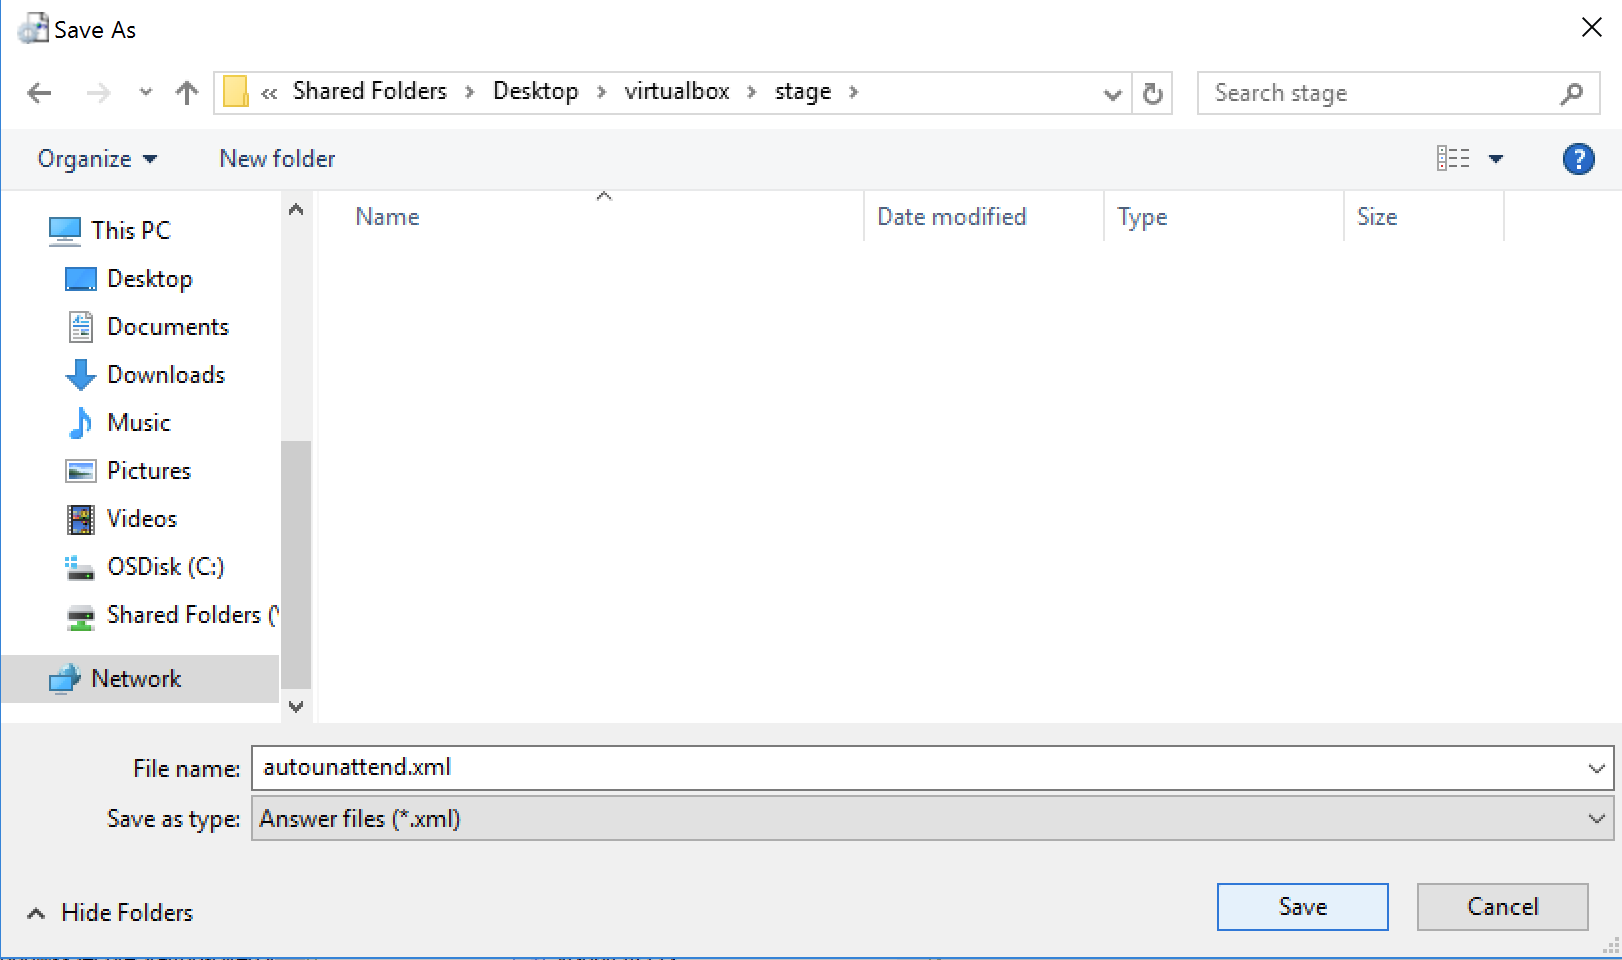 Save As
« Shared Folders > Desktop > virtualbox > stage >
Search stage
Organize
New folder
?
Name
Date modified
Type
Size
This PC
Desktop
Documents
Downloads
Music
Pictures
Videos
OSDisk (C:)
Shared Folders (
Network
File name: autounattend.xml
Save as type: Answer files (*.xml)
Hide Folders
Save
Cancel